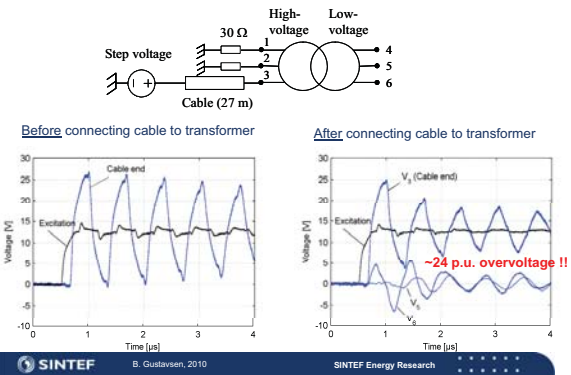 High-
voltage
Low-
voltage
30 Ω
1
2
3
4
5
6
Step voltage
Cable (27 m)
Before connecting cable to transformer
After connecting cable to transformer
30
25
20
15
10
5
0
-5
-10
Voltage [V]
Cable end
Excitation
0
1
2
3
4
Time [µs]
30
25
20
15
10
5
0
-5
-10
Voltage [V]
V3 (Cable end)
Excitation
~24 p.u. overvoltage !!
V5
V6
0
1
2
3
4
Time [µs]
SINTEF
B. Gustavsen, 2010
SINTEF Energy Research